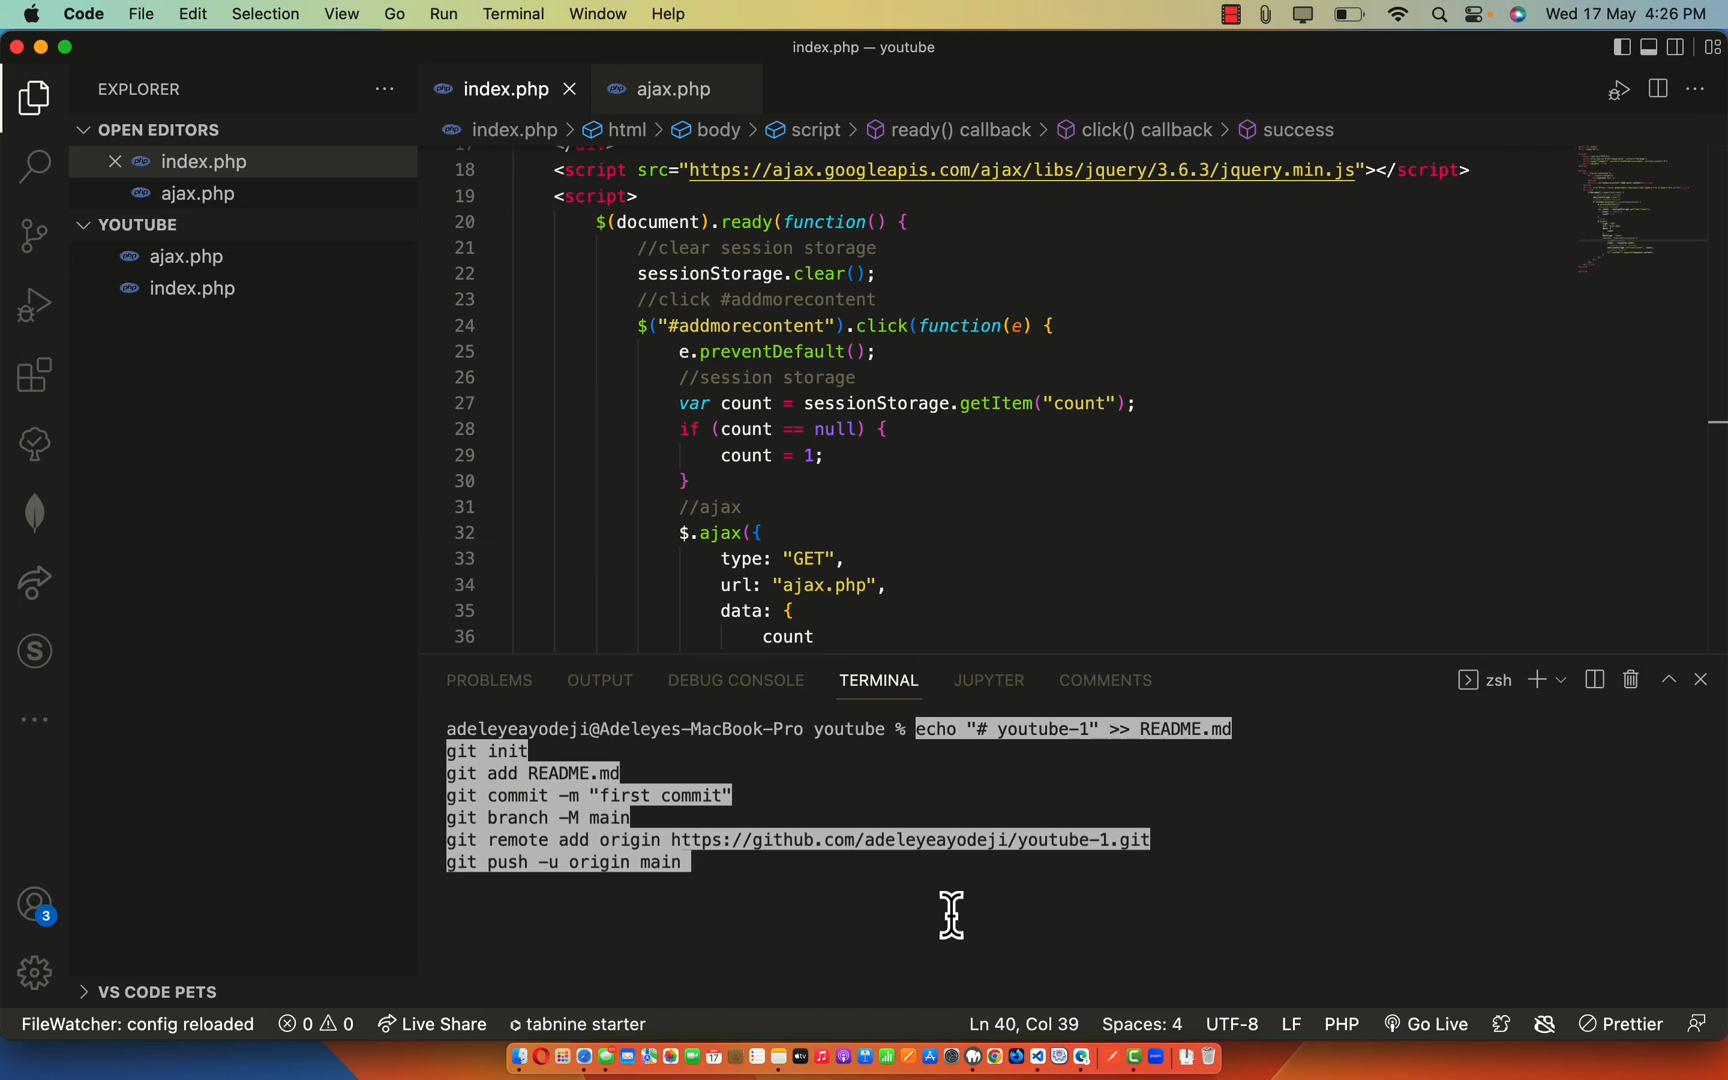 Code File Edit Selection View Go Run Terminal Window Help Wed 17 May 4:26 PM
index.php — youtube
EXPLORER ···
index.php
ajax.php
OPEN EDITORS
index.php
ajax.php
YOUTUBE
ajax.php
index.php
index.php > html > body > script > ready() callback > click() callback > success
18 <script src="https://ajax.googleapis.com/ajax/libs/jquery/3.6.3/jquery.min.js"></script>
19 <script>
20 $(document).ready(function() {
21 //clear session storage
22 sessionStorage.clear();
23 //click #addmorecontent
24 $("#addmorecontent").click(function(e) {
25 e.preventDefault();
26 //session storage
27 var count = sessionStorage.getItem("count");
28 if (count == null) {
29 count = 1;
30 }
31 //ajax
32 $.ajax({
33 type: "GET",
34 url: "ajax.php",
35 data: {
36 count
PROBLEMS OUTPUT DEBUG CONSOLE TERMINAL JUPYTER COMMENTS zsh
adeleyeayodeji@Adeleyes-MacBook-Pro youtube % echo "# youtube-1" >> README.md
git init
git add README.md
git commit -m "first commit"
git branch -M main
git remote add origin https://github.com/adeleyeayodeji/youtube-1.git
git push -u origin main
3
VS CODE PETS
FileWatcher: config reloaded 0 0 Live Share tabnine starter Ln 40, Col 39 Spaces: 4 UTF-8 LF PHP Go Live Prettier
17